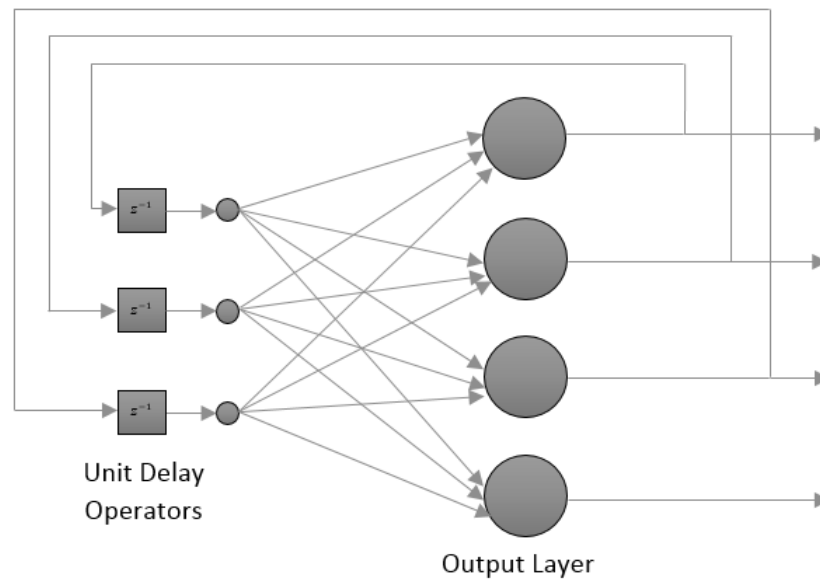 z⁻¹
z⁻¹
z⁻¹
Unit Delay
Operators
Output Layer